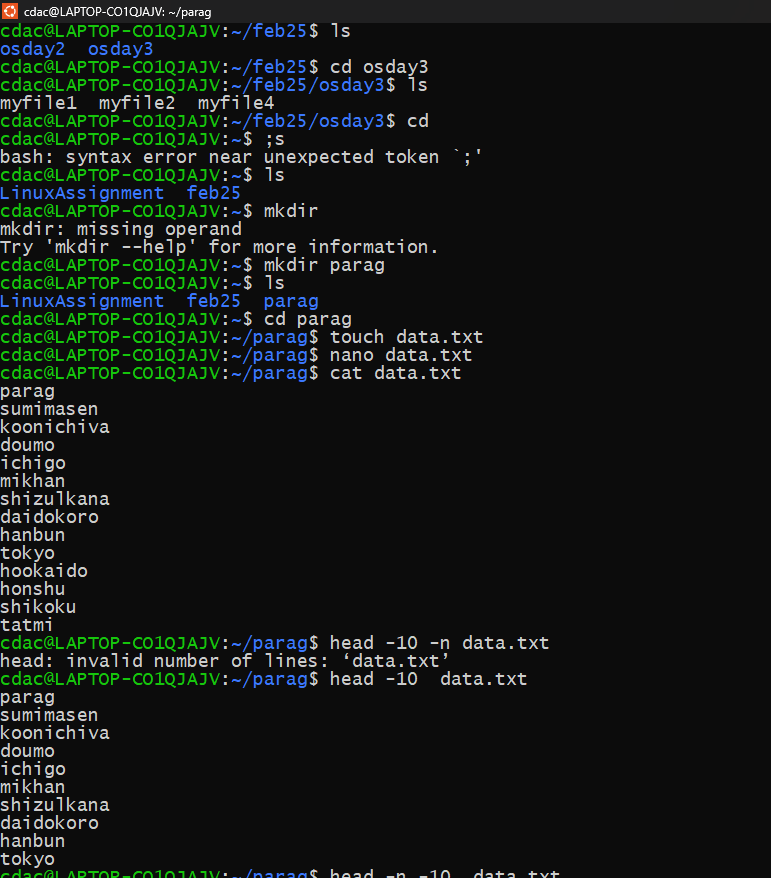 cdac@LAPTOP-CO1QJAJV: ~/parag
cdac@LAPTOP-CO1QJAJV:~/feb25$ ls
osday2  osday3
cdac@LAPTOP-CO1QJAJV:~/feb25$ cd osday3
cdac@LAPTOP-CO1QJAJV:~/feb25/osday3$ ls
myfile1  myfile2  myfile4
cdac@LAPTOP-CO1QJAJV:~/feb25/osday3$ cd
cdac@LAPTOP-CO1QJAJV:~$ ;s
bash: syntax error near unexpected token `;'
cdac@LAPTOP-CO1QJAJV:~$ ls
LinuxAssignment  feb25
cdac@LAPTOP-CO1QJAJV:~$ mkdir
mkdir: missing operand
Try 'mkdir --help' for more information.
cdac@LAPTOP-CO1QJAJV:~$ mkdir parag
cdac@LAPTOP-CO1QJAJV:~$ ls
LinuxAssignment  feb25  parag
cdac@LAPTOP-CO1QJAJV:~$ cd parag
cdac@LAPTOP-CO1QJAJV:~/parag$ touch data.txt
cdac@LAPTOP-CO1QJAJV:~/parag$ nano data.txt
cdac@LAPTOP-CO1QJAJV:~/parag$ cat data.txt
parag
sumimasen
koonichiva
doumo
ichigo
mikhan
shizulkana
daidokoro
hanbun
tokyo
hookaido
honshu
shikoku
tatmi
cdac@LAPTOP-CO1QJAJV:~/parag$ head -10 -n data.txt
head: invalid number of lines: ‘data.txt’
cdac@LAPTOP-CO1QJAJV:~/parag$ head -10  data.txt
parag
sumimasen
koonichiva
doumo
ichigo
mikhan
shizulkana
daidokoro
hanbun
tokyo
cdac@LAPTOP-CO1QJAJV:~/parag$ head -n -10  data.txt